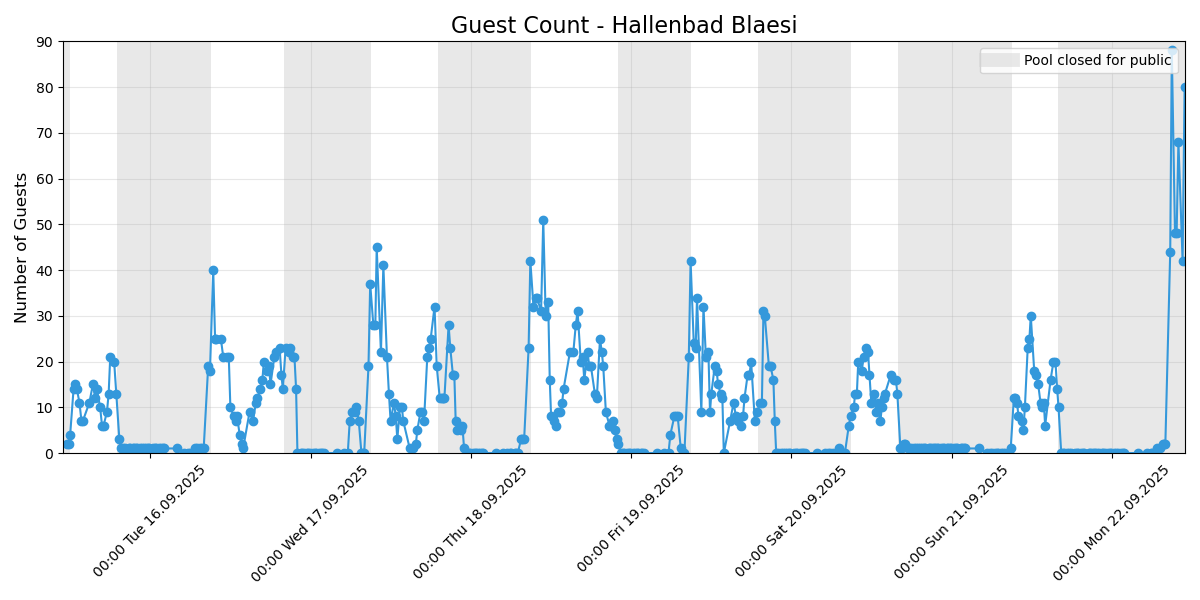 Guest Count - Hallenbad Blaesi
Pool closed for public
Number of Guests
90
80
70
60
50
40
30
20
10
0
00:00 Tue 16.09.2025
00:00 Wed 17.09.2025
00:00 Thu 18.09.2025
00:00 Fri 19.09.2025
00:00 Sat 20.09.2025
00:00 Sun 21.09.2025
00:00 Mon 22.09.2025